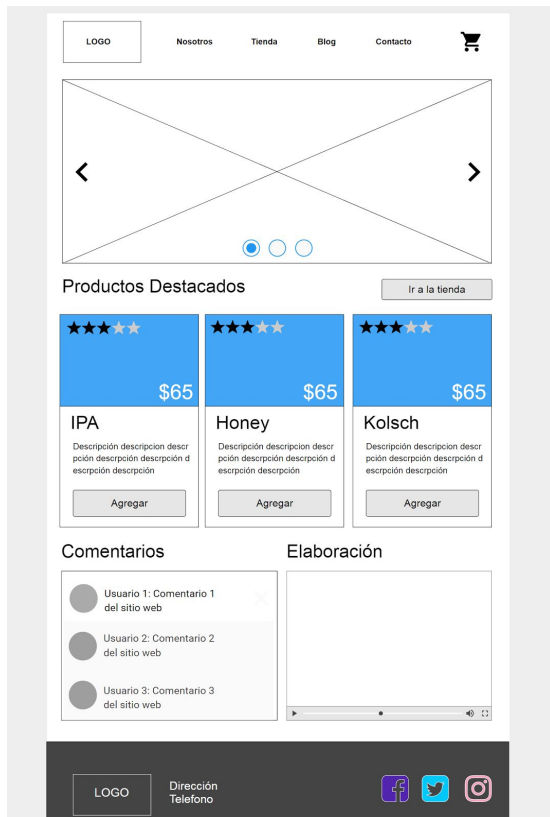 LOGO
Nosotros
Tienda
Blog
Contacto
Productos Destacados
Ir a la tienda
$65
$65
$65
IPA
Descripción descripcion descr
pción descrpción descrpción d
escrpción descrpción
Agregar
Honey
Descripción descripcion descr
pción descrpción descrpción d
escrpción descrpción
Agregar
Kolsch
Descripción descripcion descr
pción descrpción descrpción d
escrpción descrpción
Agregar
Comentarios
Usuario 1: Comentario 1
del sitio web
Usuario 2: Comentario 2
del sitio web
Usuario 3: Comentario 3
del sitio web
Elaboración
LOGO
Dirección
Telefono